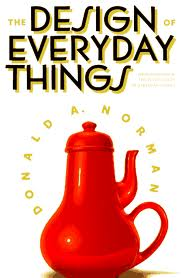 THE DESIGN OF
EVERYDAY
THINGS
DONALD A. NORMAN